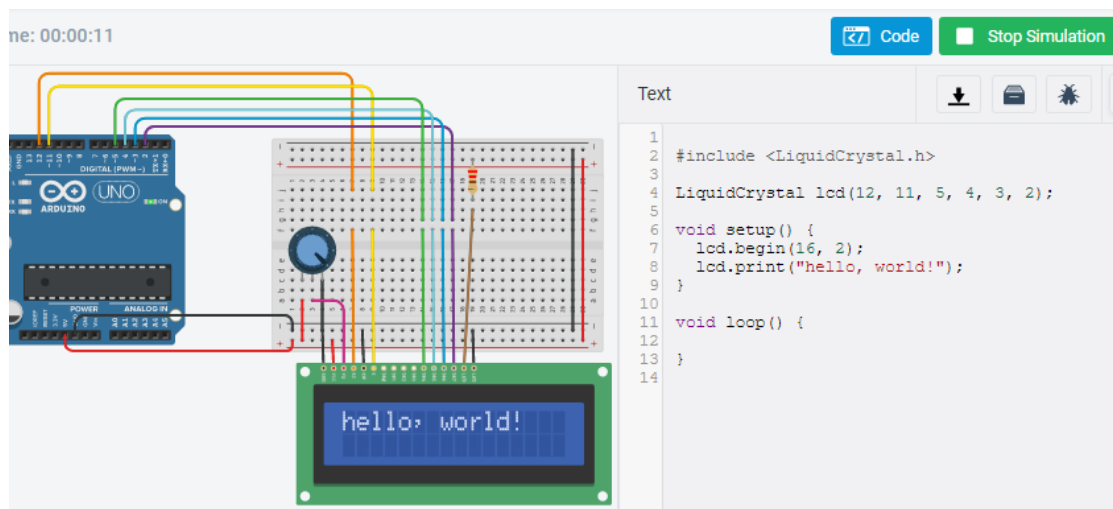 me: 00:00:11
Code
Stop Simulation
Text
1
2 #include <LiquidCrystal.h>
3
4 LiquidCrystal lcd(12, 11, 5, 4, 3, 2);
5
6 void setup() {
7 lcd.begin(16, 2);
8 lcd.print("hello, world!");
9 }
10
11 void loop() {
12
13 }
14
DIGITAL (PWM~)
UNO
ARDUINO
ON
POWER
ANALOG IN
hello, world!